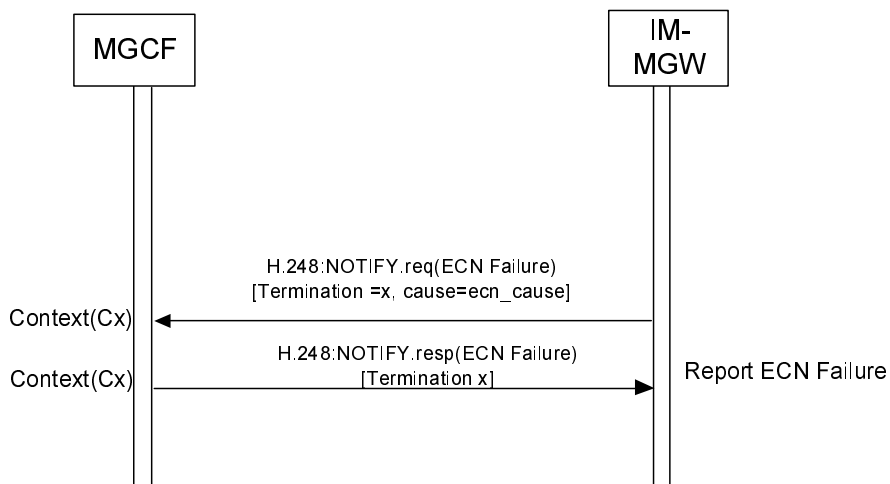 MGCF
IM-
MGW
H.248:NOTIFY.req(ECN Failure)
[Termination =x, cause=ecn_cause]
Context(Cx)
H.248:NOTIFY.resp(ECN Failure)
[Termination x]
Context(Cx)
Report ECN Failure